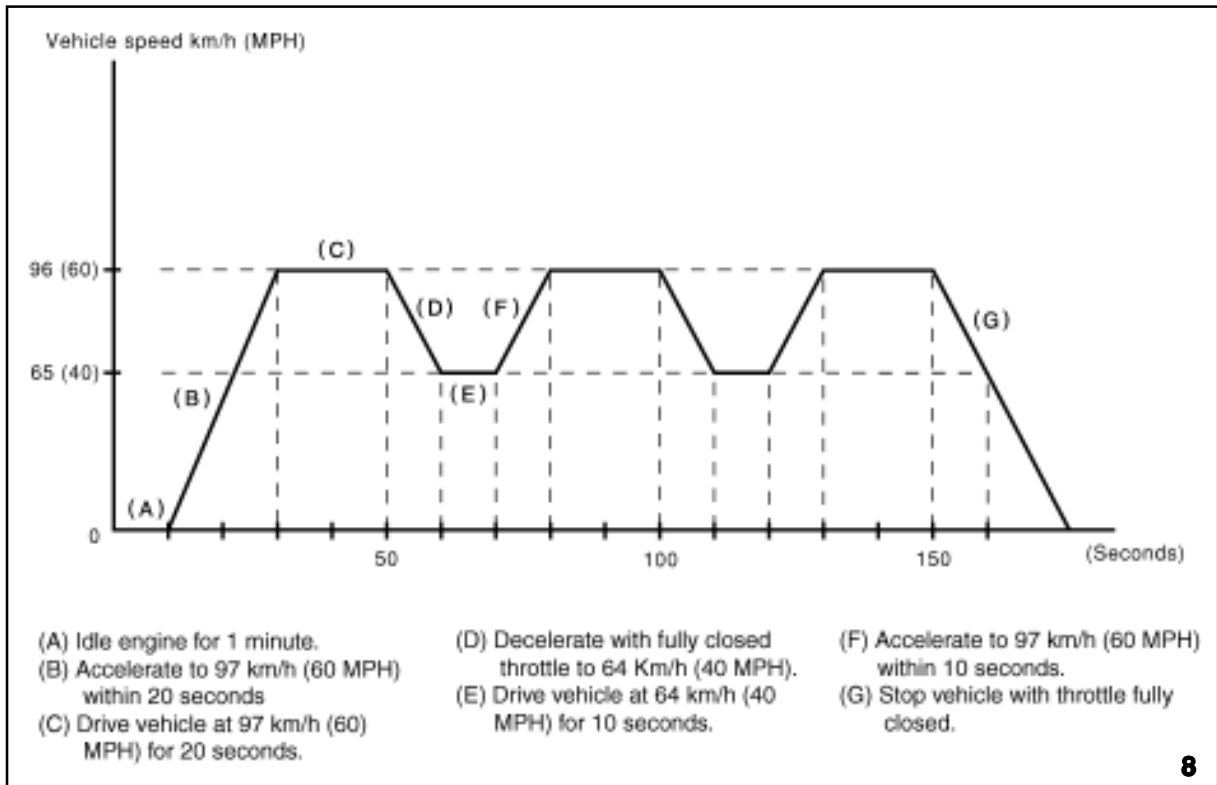 Vehicle speed km/h (MPH)
(C)
96 (60)
(D)
(F)
(G)
65 (40)
(B)
(E)
(A)
0
50
100
150
(Seconds)
(A) Idle engine for 1 minute.
(B) Accelerate to 97 km/h (60 MPH)
within 20 seconds
(C) Drive vehicle at 97 km/h (60)
MPH) for 20 seconds.
(D) Decelerate with fully closed
throttle to 64 Km/h (40 MPH).
(E) Drive vehicle at 64 km/h (40
MPH) for 10 seconds.
(F) Accelerate to 97 km/h (60 MPH)
within 10 seconds.
(G) Stop vehicle with throttle fully
closed.
8